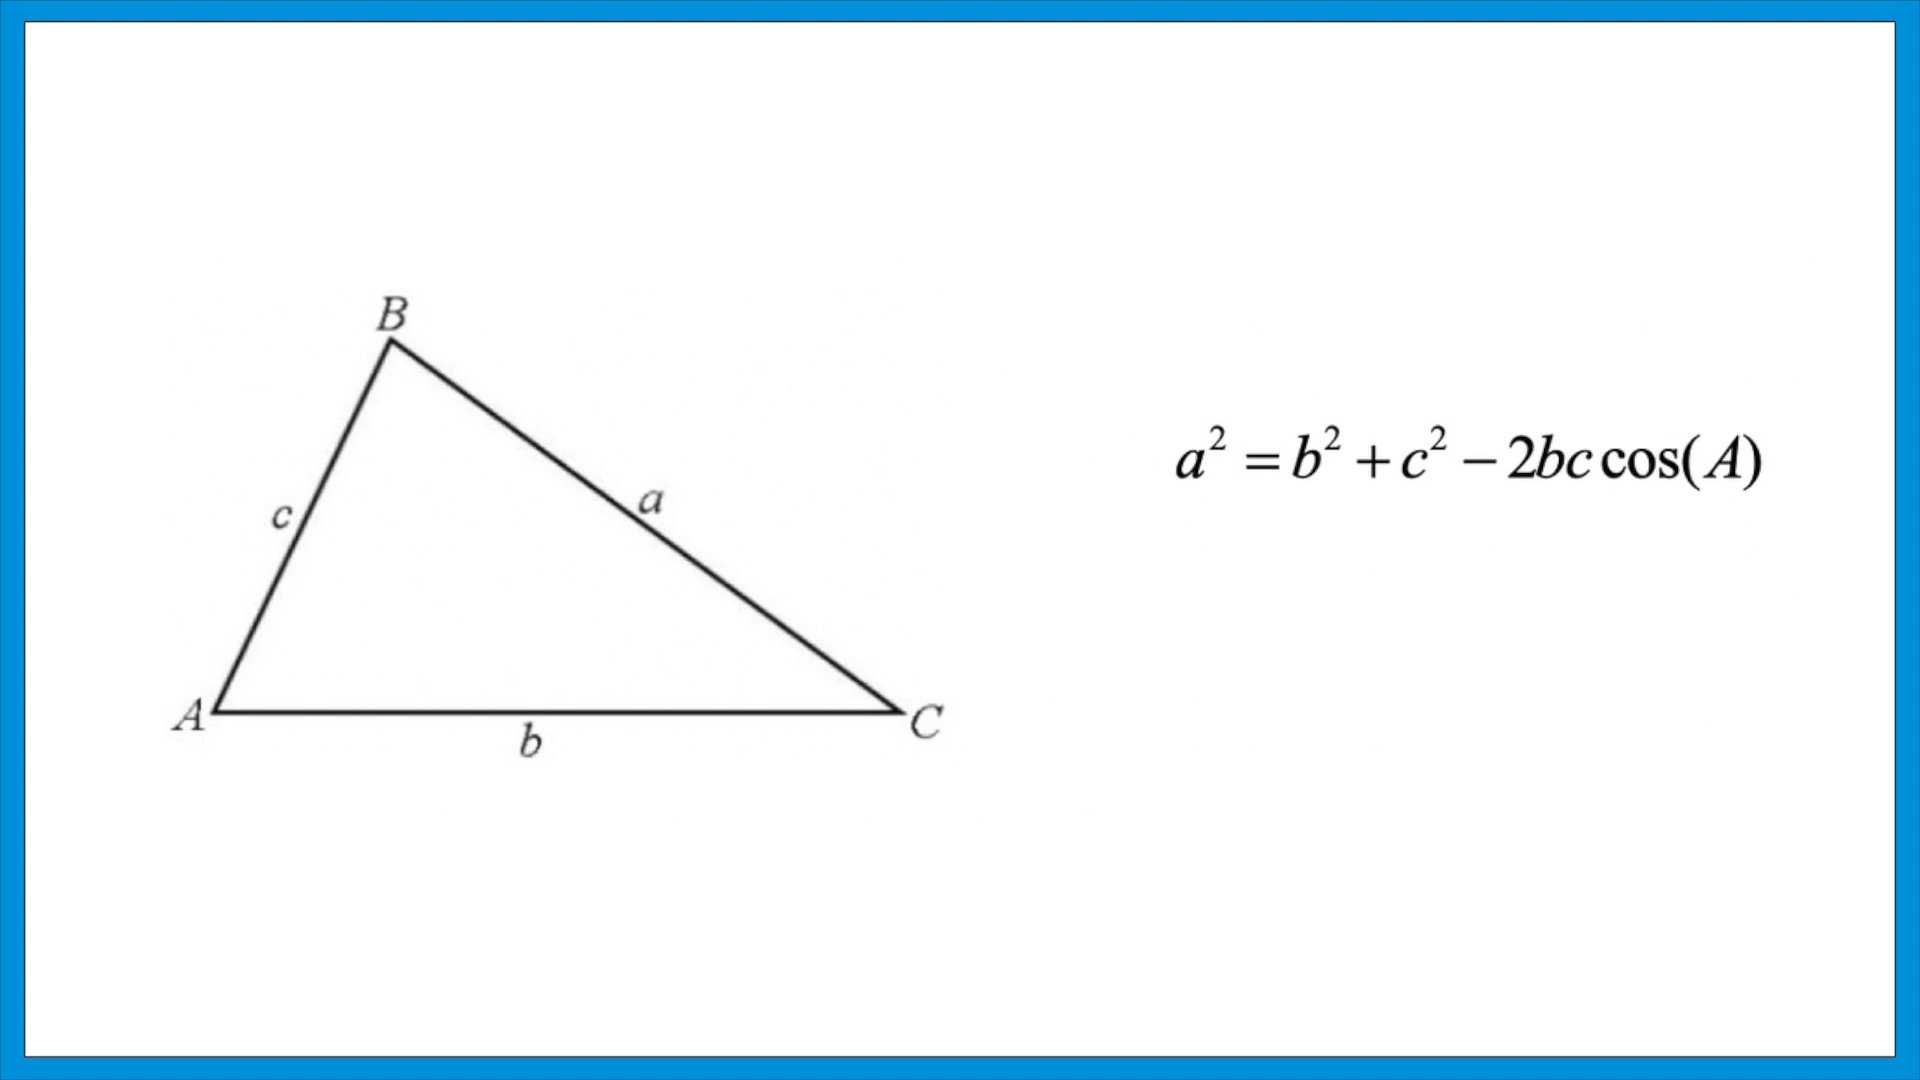 B
c
a
A
b
C
a² = b² + c² − 2bc cos(A)